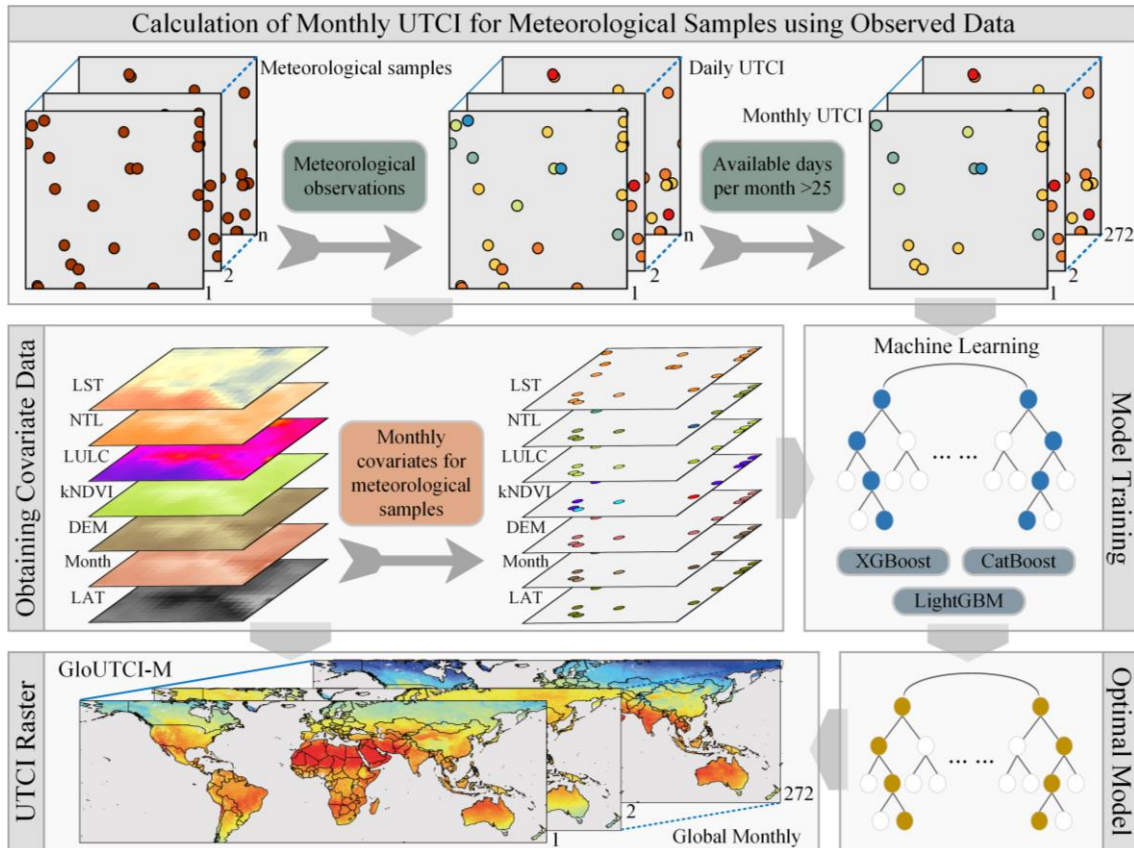 Calculation of Monthly UTCI for Meteorological Samples using Observed Data
Meteorological samples
Meteorological
observations
n
2
1
Daily UTCI
Available days
per month >25
n
2
1
Monthly UTCI
272
2
1
Obtaining Covariate Data
LST
NTL
LULC
kNDVI
DEM
Month
LAT
Monthly
covariates for
meteorological
samples
LST
NTL
LULC
kNDVI
DEM
Month
LAT
Machine Learning
... ...
XGBoost
CatBoost
LightGBM
Model Training
UTCI Raster
GloUTCI-M
272
2
1
Global Monthly
... ...
Optimal Model